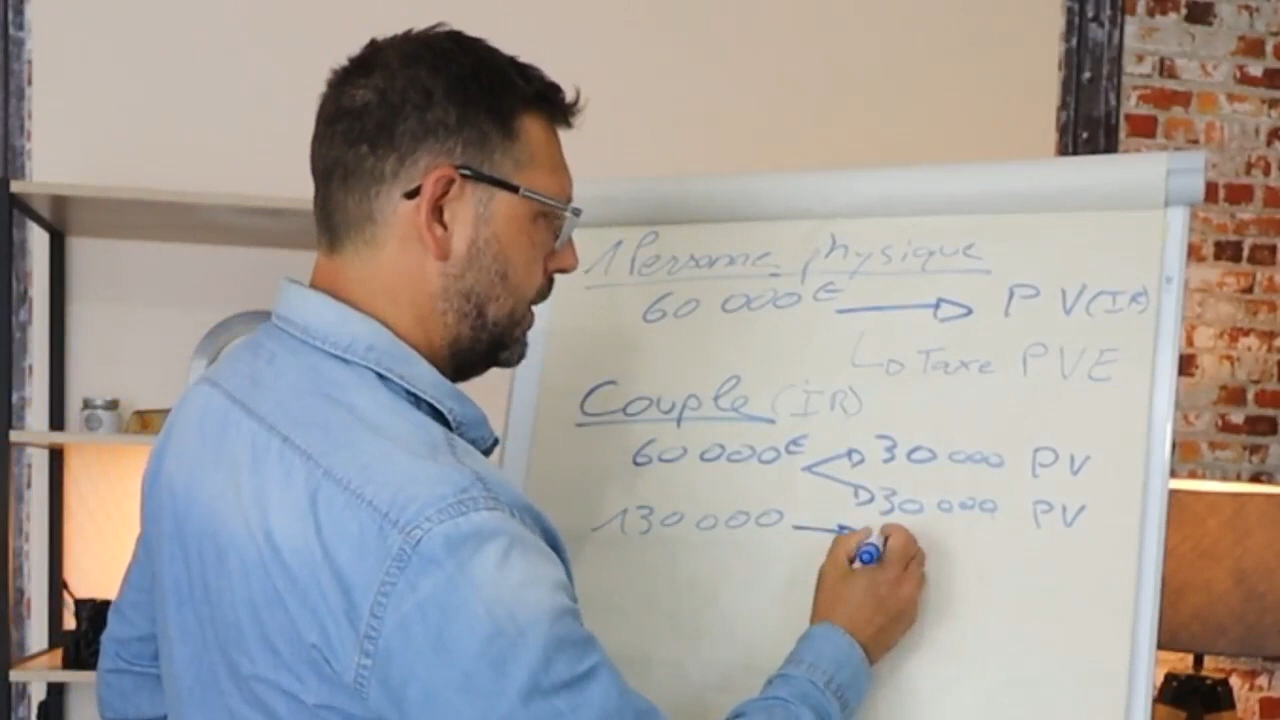 1 Personne physique
60 000€ → PV (IR)
↳ Taxe PVE
Couple (IR)
60 000€ → 30 000 PV
→ 30 000 PV
130 000 →